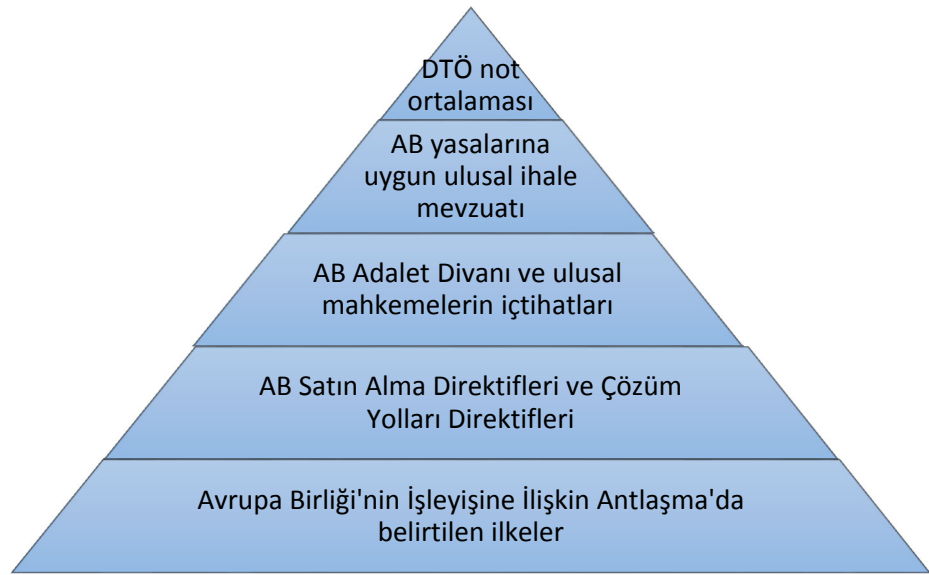 DTÖ not
ortalaması
AB yasalarına
uygun ulusal ihale
mevzuatı
AB Adalet Divanı ve ulusal
mahkemelerin içtihatları
AB Satın Alma Direktifleri ve Çözüm
Yolları Direktifleri
Avrupa Birliği'nin İşleyişine İlişkin Antlaşma'da
belirtilen ilkeler